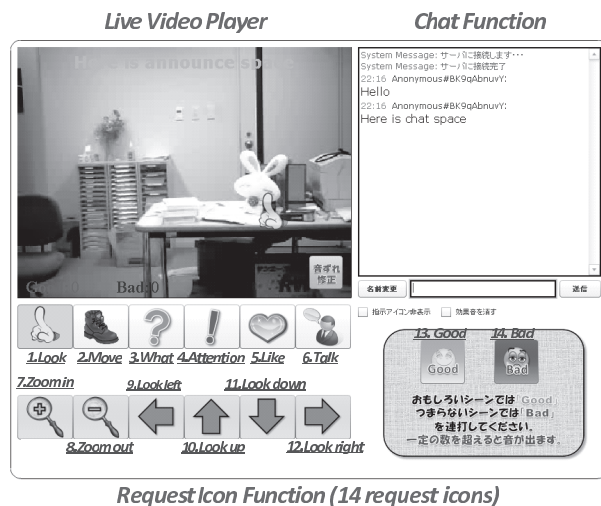 Live Video Player
Chat Function
Here is announce space
System Message: サーバに接続します･･･
System Message: サーバに接続完了
22:16 Anonymous#BK9qAbnuvY:
Hello
22:16 Anonymous#BK9qAbnuvY:
Here is chat space
Good:0 Bad:0
音ずれ
修正
名前変更
送信
指示アイコン非表示
効果音を消す
1.Look
2.Move
3.What
4.Attention
5.Like
6.Talk
13. Good
14. Bad
Good
Bad
7.Zoom in
9.Look left
11.Look down
8.Zoom out
10.Look up
12.Look right
おもしろいシーンでは「Good」
つまらないシーンでは「Bad」
を連打してください。
一定の数を超えると音が出ます。
Request Icon Function (14 request icons)